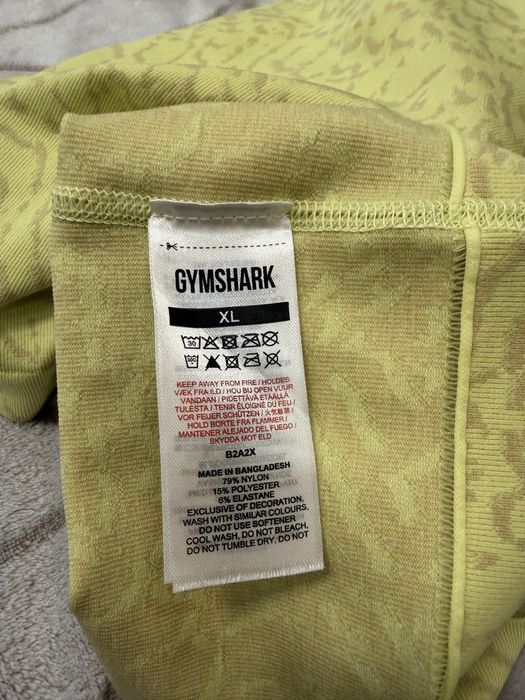 GYMSHARK
XL
30
KEEP AWAY FROM FIRE / HOLDES
VÆK FRA ILD / HOU BIJ OPEN VUUR
VANDAAN / PIDETTÄVÄ ETÄÄLLÄ
TULESTA / TENIR ÉLOIGNÉ DU FEU /
VOR FEUER SCHÜTZEN / 火気厳禁 /
HOLD BORTE FRA FLAMMER /
MANTENER ALEJADO DEL FUEGO /
SKYDDA MOT ELD
B2A2X
MADE IN BANGLADESH
79% NYLON
15% POLYESTER
6% ELASTANE
EXCLUSIVE OF DECORATION.
WASH WITH SIMILAR COLOURS.
DO NOT USE SOFTENER
COOL WASH, DO NOT BLEACH.
DO NOT TUMBLE DRY, DO NOT